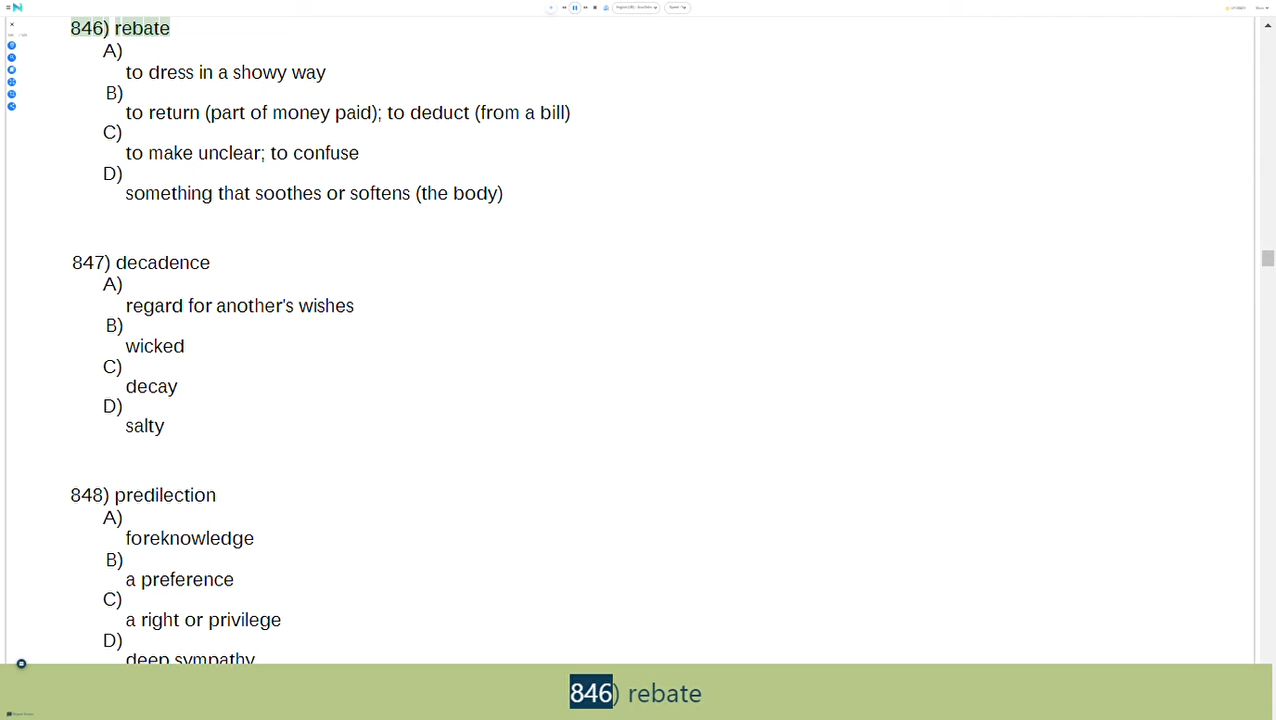 846) rebate
A)
to dress in a showy way
B)
to return (part of money paid); to deduct (from a bill)
C)
to make unclear; to confuse
D)
something that soothes or softens (the body)
847) decadence
A)
regard for another's wishes
B)
wicked
C)
decay
D)
salty
848) predilection
A)
foreknowledge
B)
a preference
C)
a right or privilege
D)
deep sympathy
846) rebate